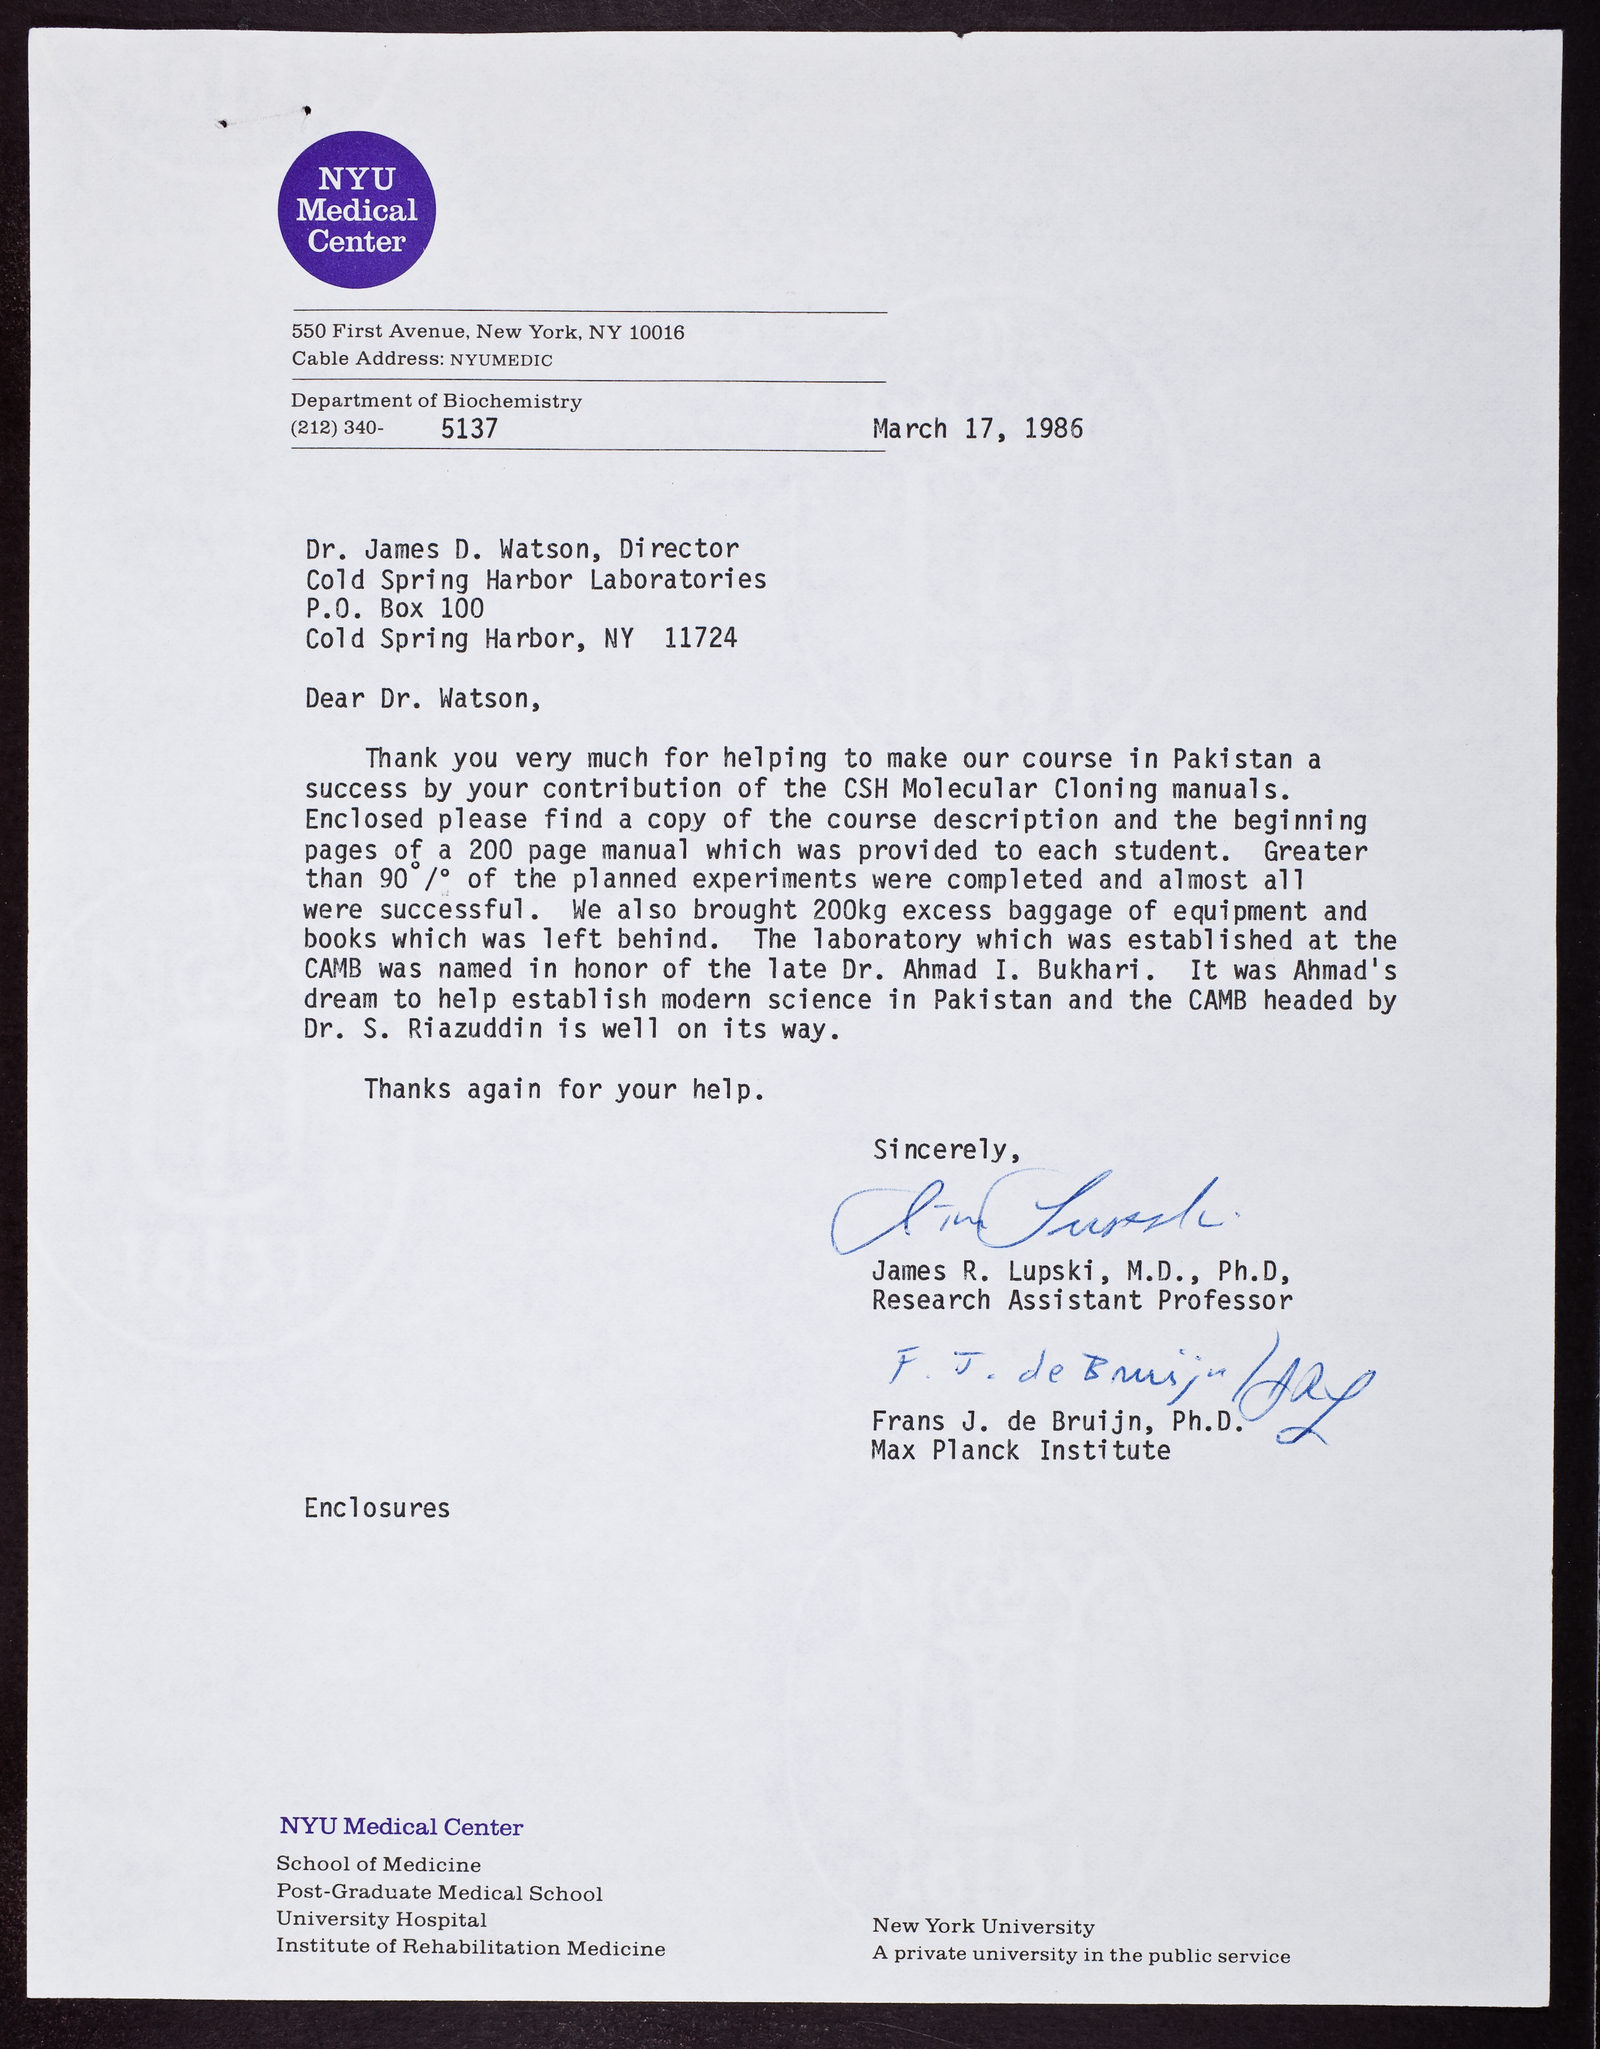 NYU
Medical
Center
550 First Avenue, New York, NY 10016
Cable Address: NYUMEDIC
Department of Biochemistry
(212) 340- 5137
March 17, 1986
Dr. James D. Watson, Director
Cold Spring Harbor Laboratories
P.O. Box 100
Cold Spring Harbor, NY  11724
Dear Dr. Watson,
Thank you very much for helping to make our course in Pakistan a
success by your contribution of the CSH Molecular Cloning manuals.
Enclosed please find a copy of the course description and the beginning
pages of a 200 page manual which was provided to each student.  Greater
than 90°/° of the planned experiments were completed and almost all
were successful.  We also brought 200kg excess baggage of equipment and
books which was left behind.  The laboratory which was established at the
CAMB was named in honor of the late Dr. Ahmad I. Bukhari.  It was Ahmad's
dream to help establish modern science in Pakistan and the CAMB headed by
Dr. S. Riazuddin is well on its way.
Thanks again for your help.
Sincerely,
Jim Lupski
James R. Lupski, M.D., Ph.D,
Research Assistant Professor
F. J. de Bruijn/JRL
Frans J. de Bruijn, Ph.D.
Max Planck Institute
Enclosures
NYU Medical Center
School of Medicine
Post-Graduate Medical School
University Hospital
Institute of Rehabilitation Medicine
New York University
A private university in the public service